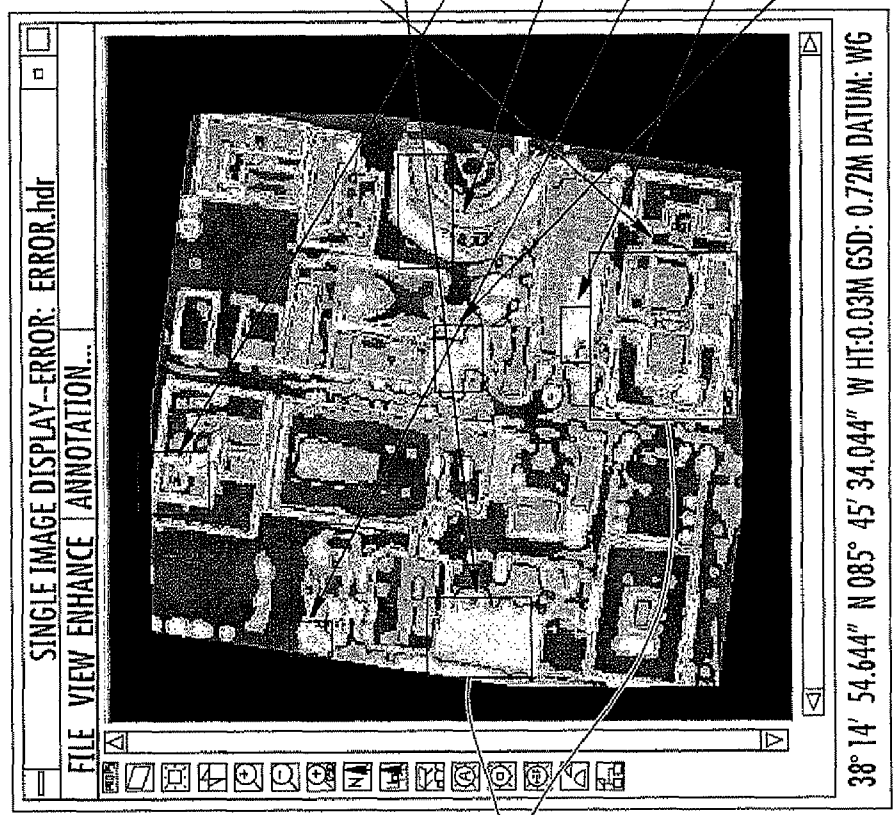 SINGLE IMAGE DISPLAY-ERROR: ERROR.hdr
FILE VIEW ENHANCE ANNOTATION...
38° 14' 54.644" N 085° 45' 34.044" W HT:0.03M GSD: 0.72M DATUM: WG